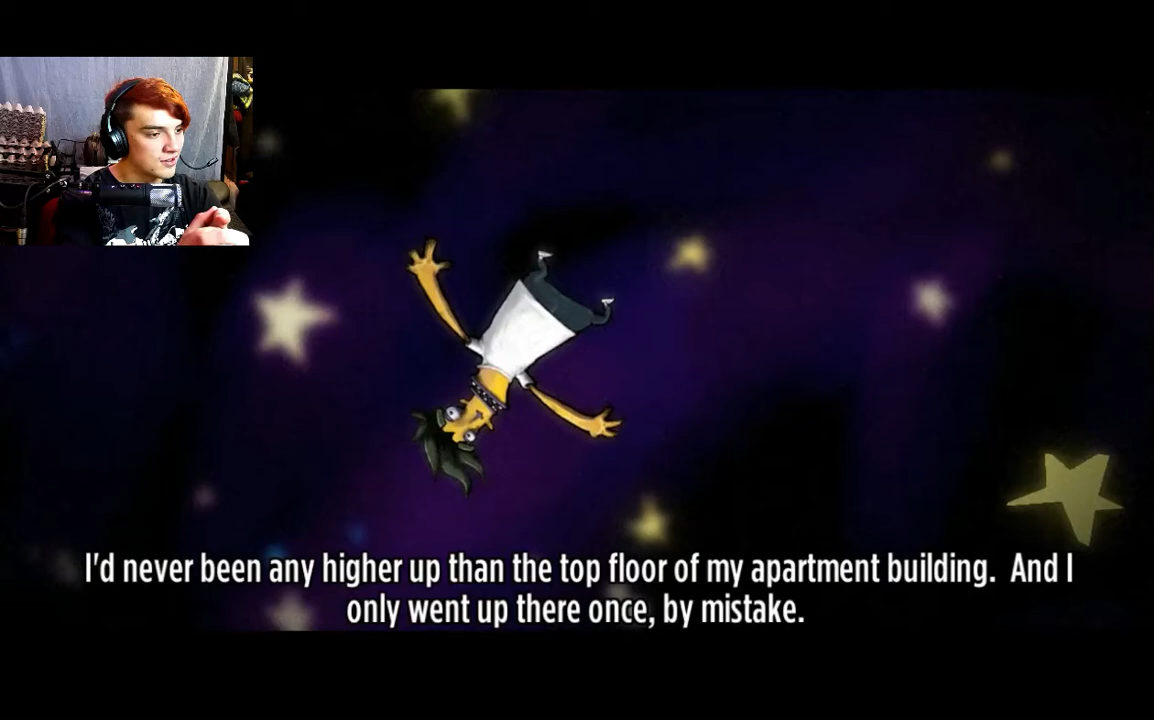 I'd never been any higher up than the top floor of my apartment building.  And I
only went up there once, by mistake.